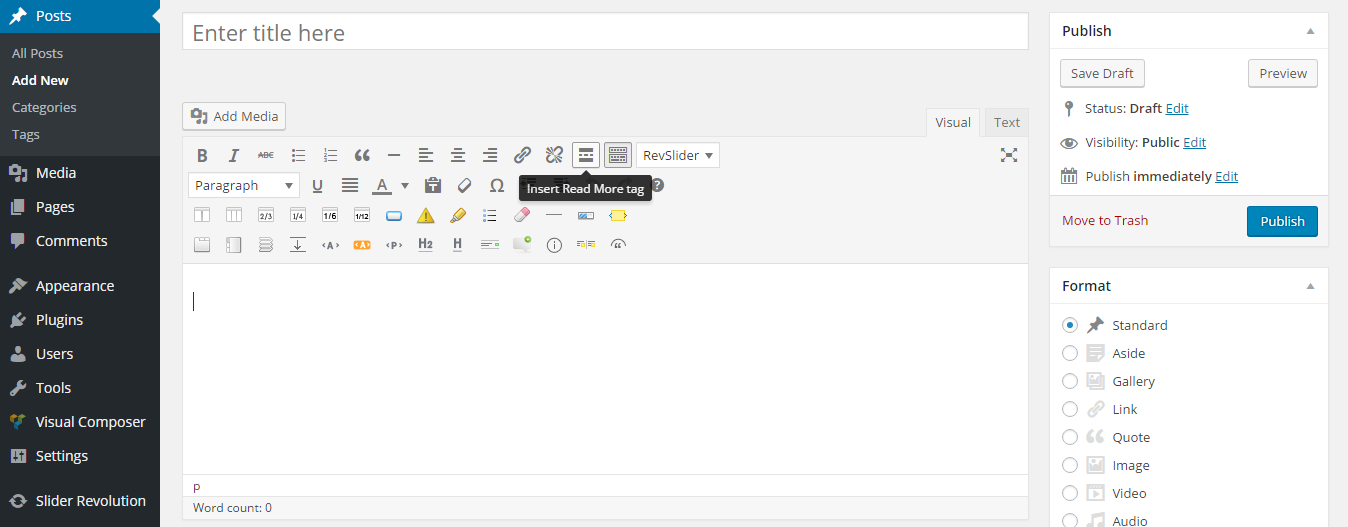 Posts
All Posts
Add New
Categories
Tags
Media
Pages
Comments
Appearance
Plugins
Users
Tools
Visual Composer
Settings
Slider Revolution
Enter title here
Add Media
Visual
Text
B I ABC
RevSlider
Paragraph
U A T Ω ?
Insert Read More tag
2/3 1/4 1/6 1/12
<A> (A) <P> H2 H
p
Word count: 0
Publish
Save Draft
Preview
Status: Draft Edit
Visibility: Public Edit
Publish immediately Edit
Move to Trash
Publish
Format
Standard
Aside
Gallery
Link
Quote
Image
Video
Audio